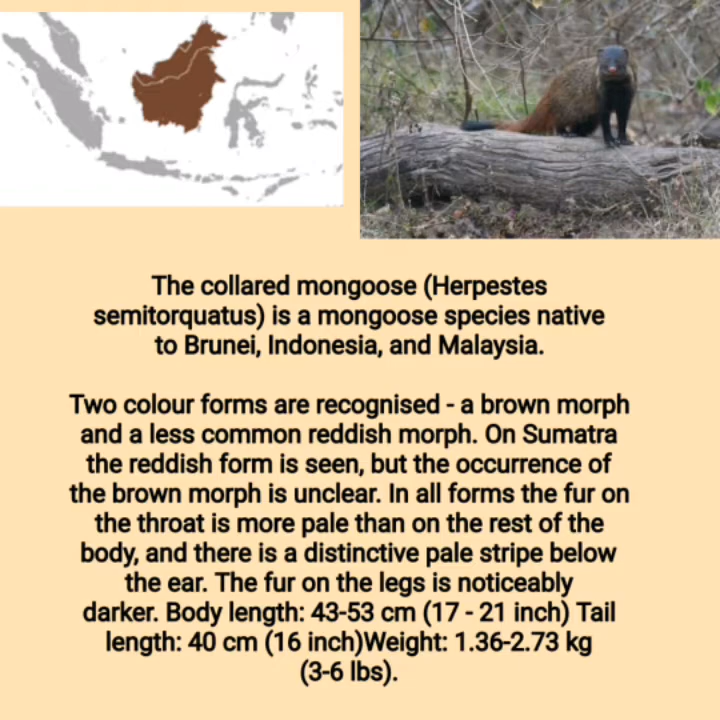 The collared mongoose (Herpestes
semitorquatus) is a mongoose species native
to Brunei, Indonesia, and Malaysia.
Two colour forms are recognised - a brown morph
and a less common reddish morph. On Sumatra
the reddish form is seen, but the occurrence of
the brown morph is unclear. In all forms the fur on
the throat is more pale than on the rest of the
body, and there is a distinctive pale stripe below
the ear. The fur on the legs is noticeably
darker. Body length: 43-53 cm (17 - 21 inch) Tail
length: 40 cm (16 inch)Weight: 1.36-2.73 kg
(3-6 lbs).